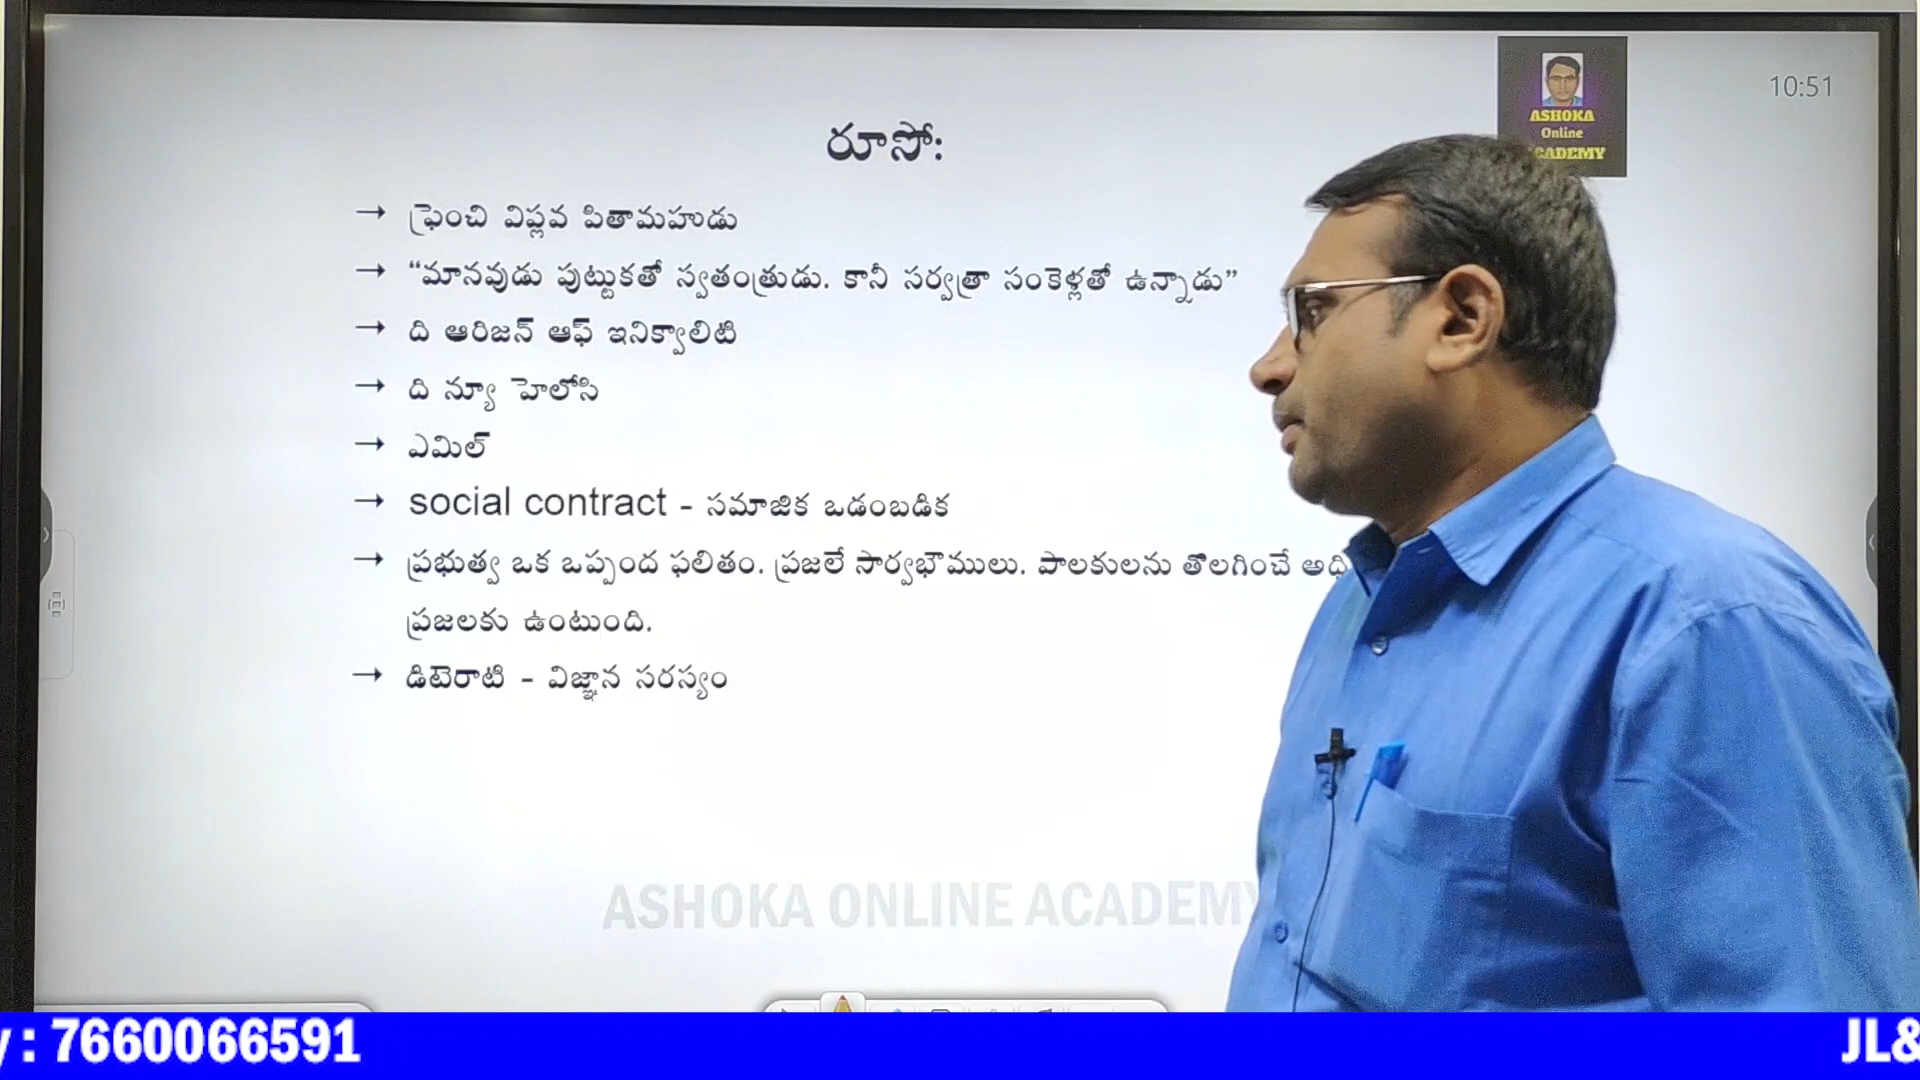 ASHOKA
Online
ACADEMY
10:51
రూసో:
→ ఫ్రెంచి విప్లవ పితామహుడు
→ “మానవుడు పుట్టుకతో స్వతంత్రుడు. కానీ సర్వత్రా సంకెళ్లతో ఉన్నాడు”
→ ది ఆరిజన్ ఆఫ్ ఇనిక్వాలిటి
→ ది న్యూ హెలోసి
→ ఎమిల్
→ social contract - సమాజిక ఒడంబడిక
→ ప్రభుత్వ ఒక ఒప్పంద ఫలితం. ప్రజలే సార్వభౌములు. పాలకులను తొలగించే
ప్రజలకు ఉంటుంది.
→ డిటెరాటి - విజ్ఞాన సరస్యం
ASHOKA ONLINE ACADEMY
: 7660066591
JL&